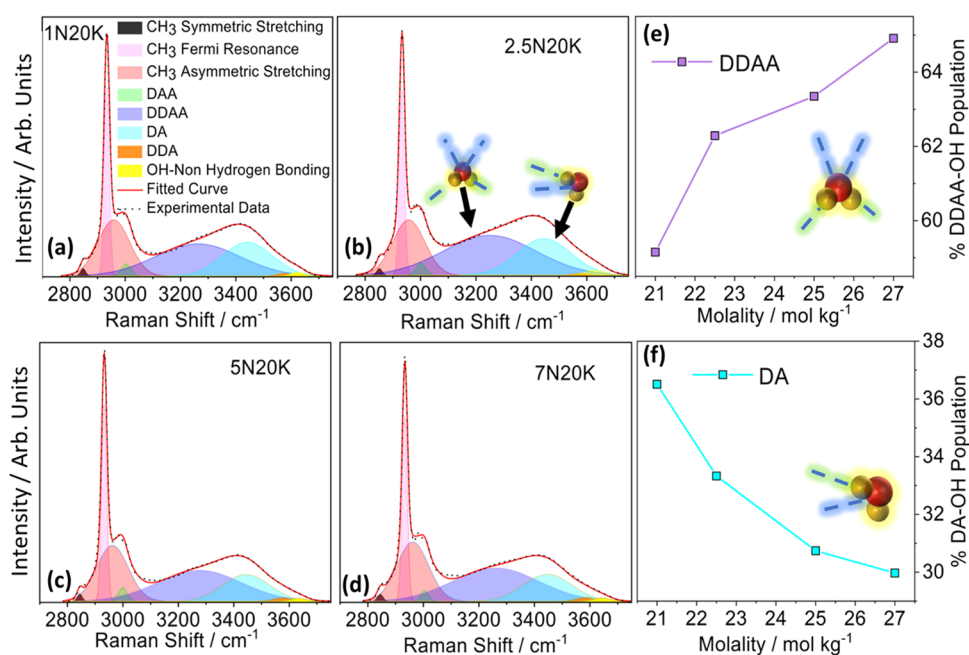 1N20K
CH₃ Symmetric Stretching
CH₃ Fermi Resonance
CH₃ Asymmetric Stretching
DAA
DDAA
DA
DDA
OH-Non Hydrogen Bonding
Fitted Curve
Experimental Data
(a)
Intensity / Arb. Units
2800 3000 3200 3400 3600
Raman Shift / cm⁻¹
2.5N20K
(b)
2800 3000 3200 3400 3600
Raman Shift / cm⁻¹
(e)
DDAA
64
62
60
% DDAA-OH Population
21 22 23 24 25 26 27
Molality / mol kg⁻¹
5N20K
(c)
Intensity / Arb. Units
2800 3000 3200 3400 3600
Raman Shift / cm⁻¹
7N20K
(d)
2800 3000 3200 3400 3600
Raman Shift / cm⁻¹
(f)
DA
38
36
33
32
30
% DA-OH Population
21 22 23 24 25 26 27
Molality / mol kg⁻¹